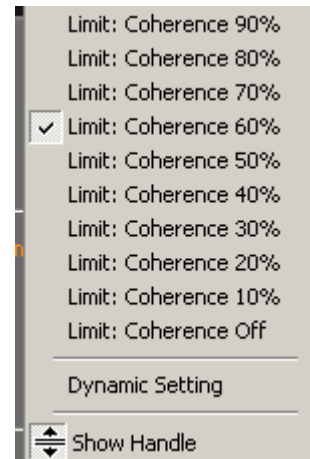 Limit: Coherence 90%
Limit: Coherence 80%
Limit: Coherence 70%
Limit: Coherence 60%
Limit: Coherence 50%
Limit: Coherence 40%
Limit: Coherence 30%
Limit: Coherence 20%
Limit: Coherence 10%
Limit: Coherence Off
Dynamic Setting
Show Handle